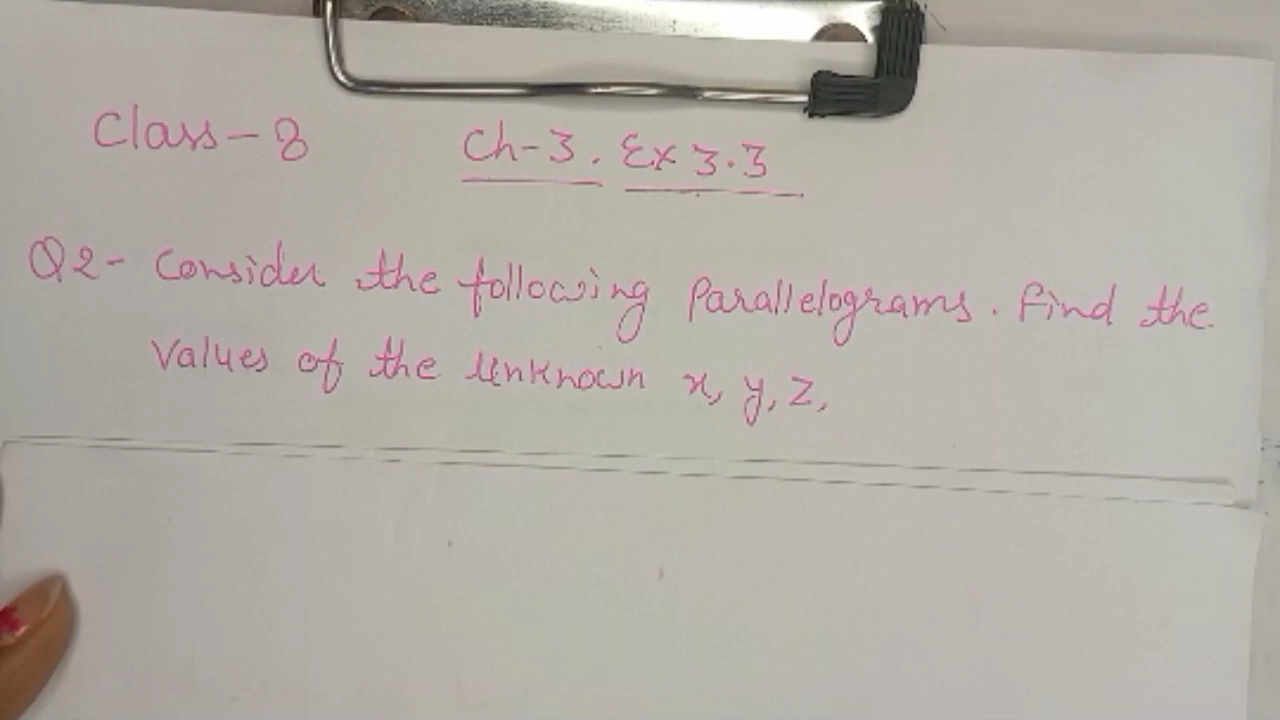 Class-8 Ch-3. Ex 3.3
Q2- Consider the following Parallelograms. Find the
Values of the unknown x, y, z,